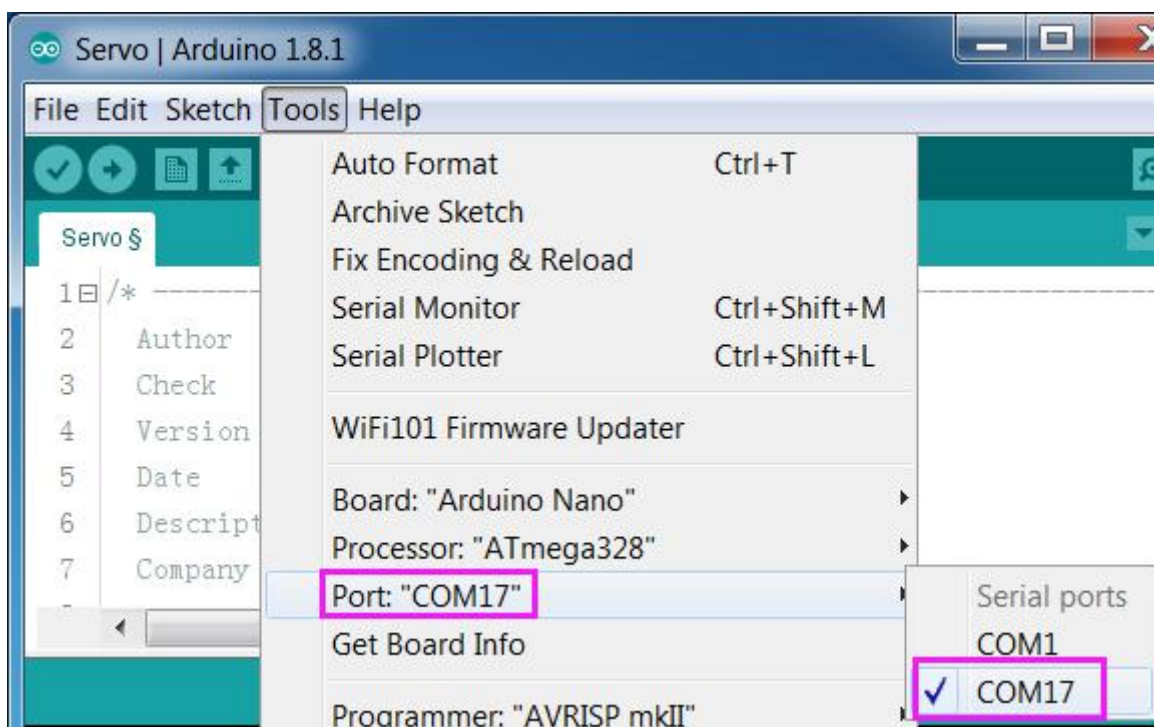 Servo | Arduino 1.8.1
File Edit Sketch Tools Help
Auto Format Ctrl+T
Archive Sketch
Fix Encoding & Reload
Serial Monitor Ctrl+Shift+M
Serial Plotter Ctrl+Shift+L
WiFi101 Firmware Updater
Board: "Arduino Nano"
Processor: "ATmega328"
Port: "COM17"
Get Board Info
Programmer: "AVRISP mkII"
Serial ports
COM1
COM17
Servo §
1 /* --------
2 Author
3 Check
4 Version
5 Date
6 Descript
7 Company